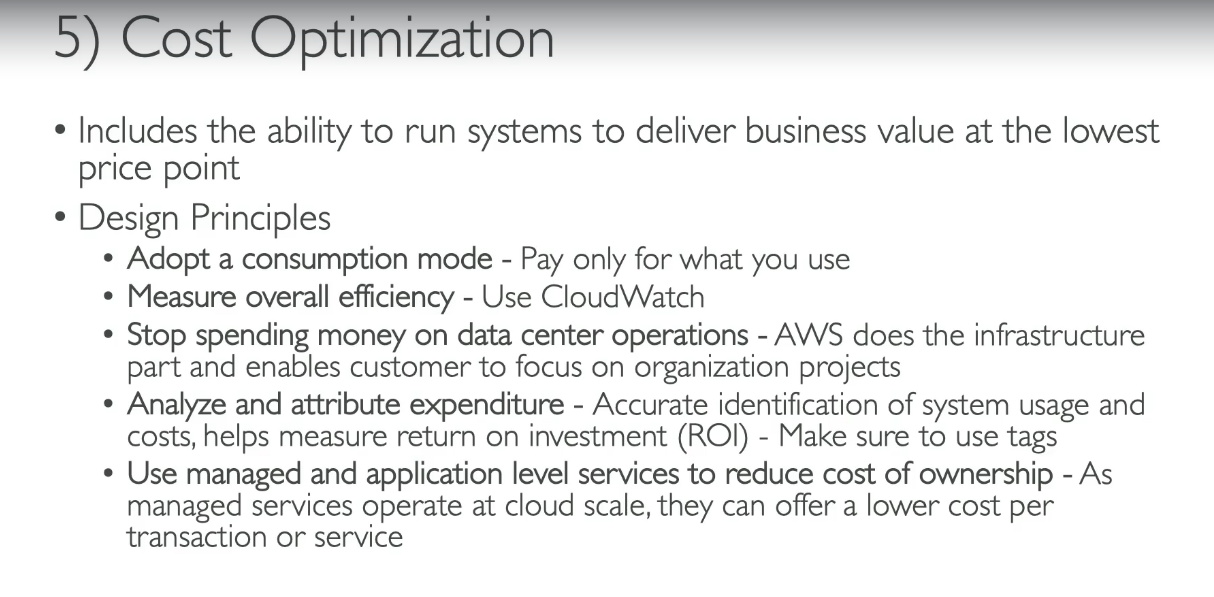 5) Cost Optimization
• Includes the ability to run systems to deliver business value at the lowest
price point
• Design Principles
• Adopt a consumption mode - Pay only for what you use
• Measure overall efficiency - Use CloudWatch
• Stop spending money on data center operations - AWS does the infrastructure
part and enables customer to focus on organization projects
• Analyze and attribute expenditure - Accurate identification of system usage and
costs, helps measure return on investment (ROI) - Make sure to use tags
• Use managed and application level services to reduce cost of ownership - As
managed services operate at cloud scale, they can offer a lower cost per
transaction or service